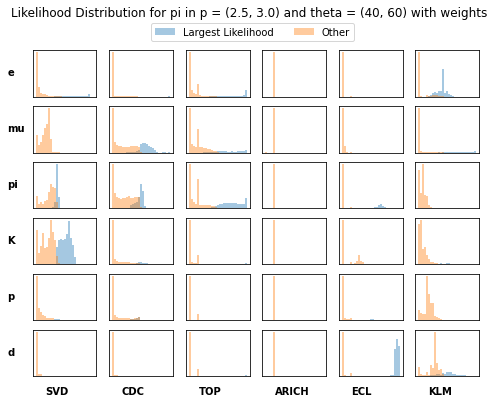 Likelihood Distribution for pi in p = (2.5, 3.0) and theta = (40, 60) with weights
Largest Likelihood Other
e
mu
pi
K
p
d
SVD CDC TOP ARICH ECL KLM